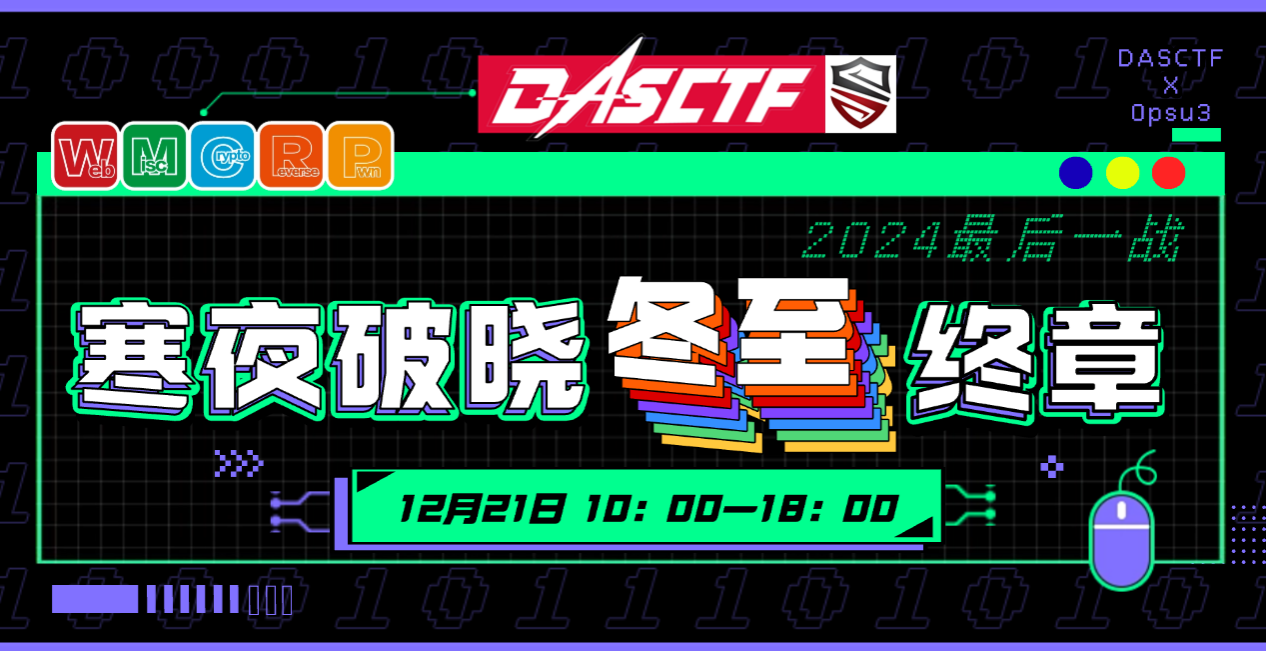 DASCTF
DASCTF
X
0psu3
Web Misc Crypto Reverse Pwn
2024最后一战
寒夜破晓 冬至 终章
12月21日 10：00—18：00